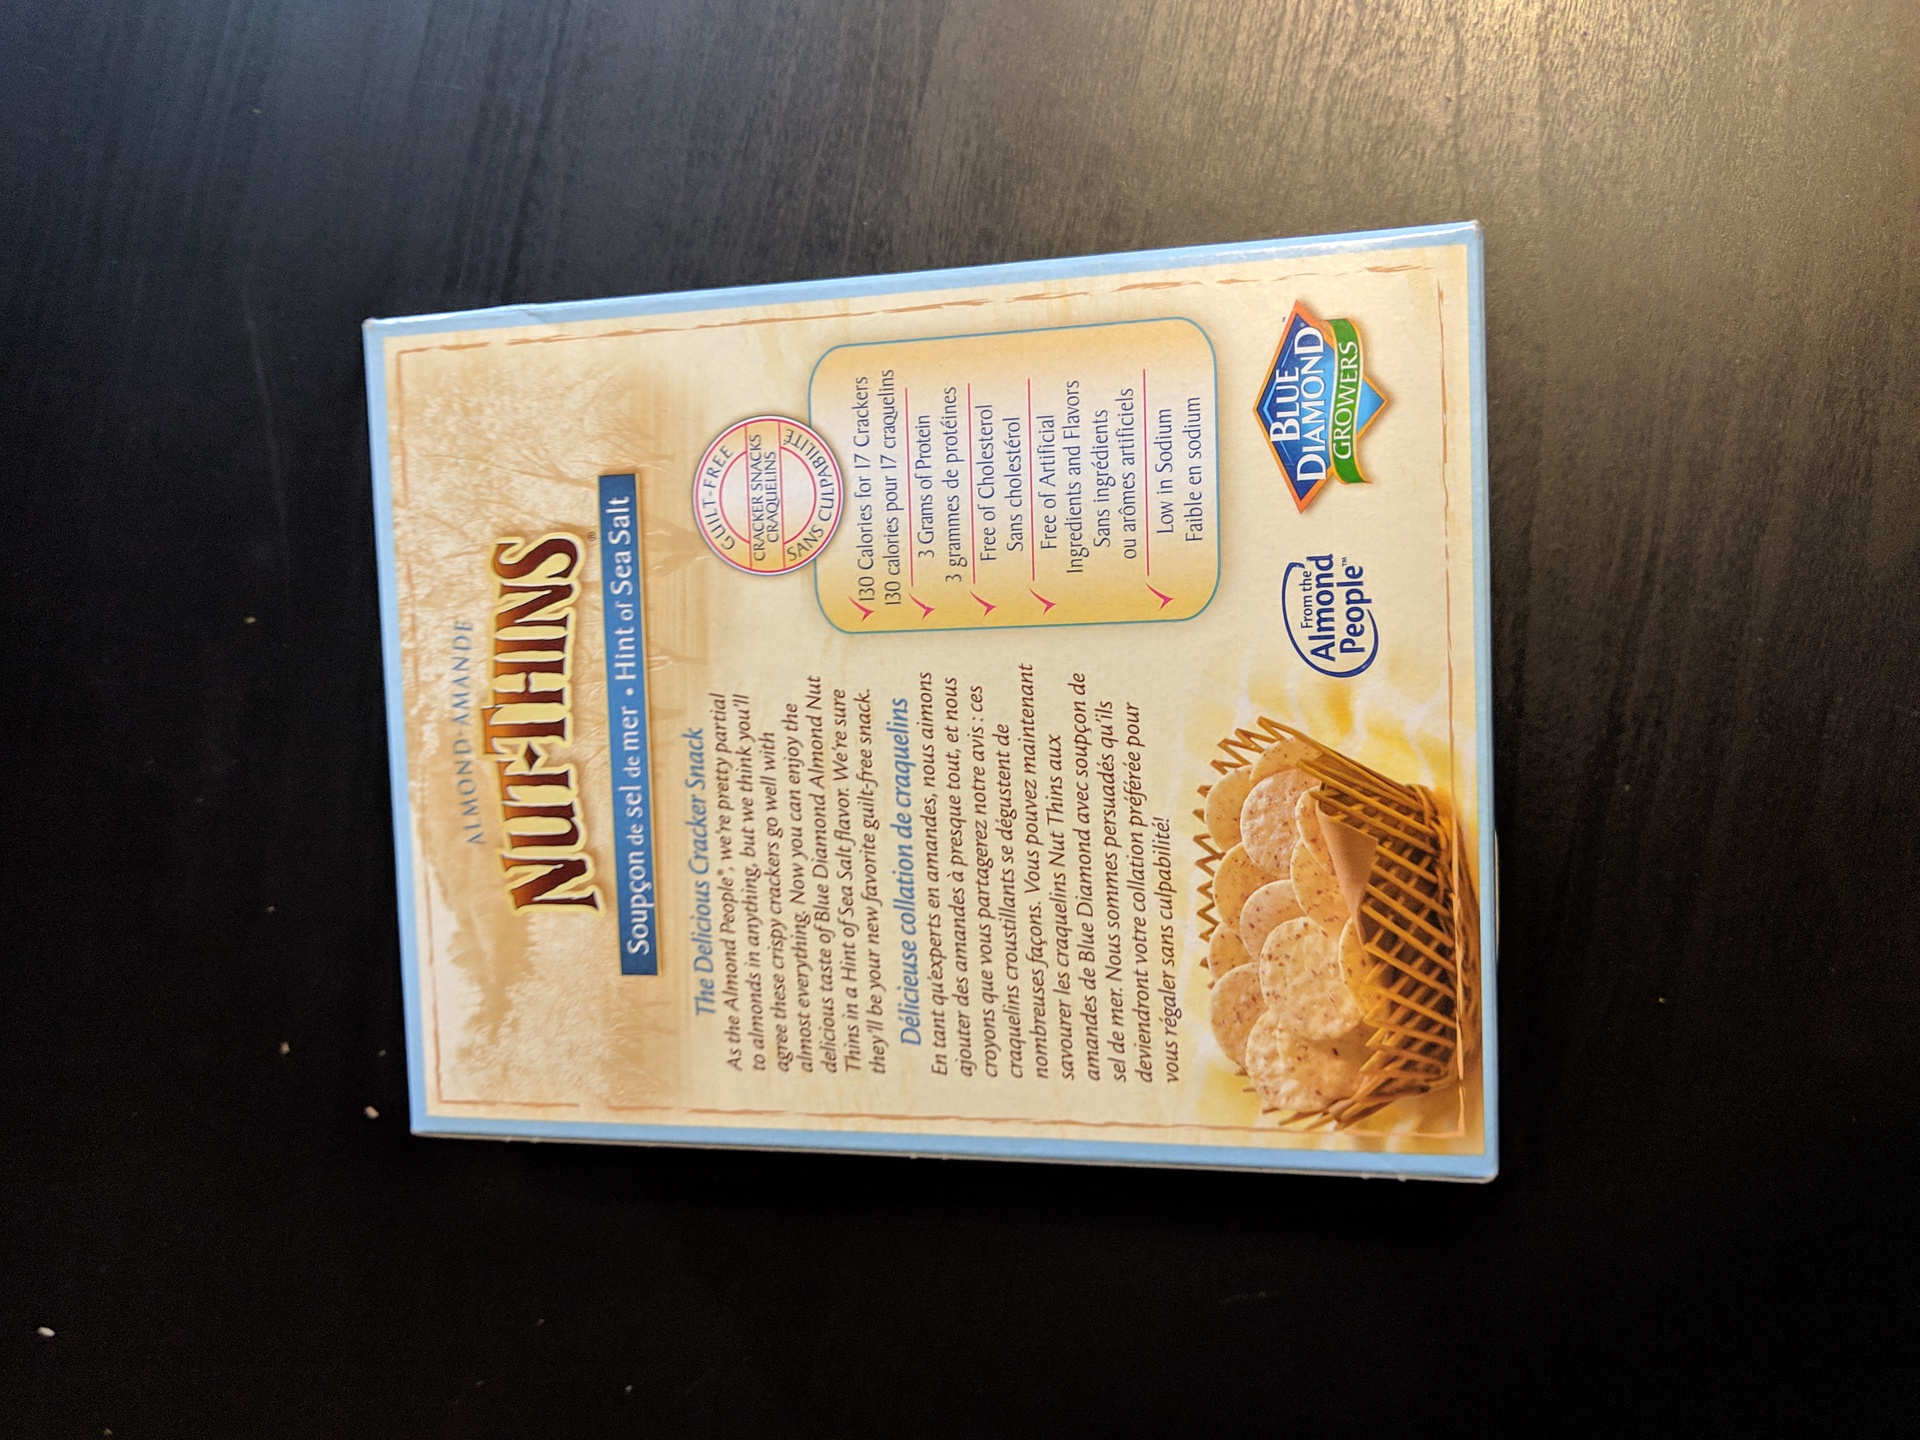 ALMOND·AMANDE
NUT-THINS®
Soupçon de sel de mer • Hint of Sea Salt
The Delicious Cracker Snack
As the Almond People®, we're pretty partial
to almonds in anything, but we think you'll
agree these crispy crackers go well with
almost everything. Now you can enjoy the
delicious taste of Blue Diamond Almond Nut
Thins in a Hint of Sea Salt flavor. We're sure
they'll be your new favorite guilt-free snack.
Délicieuse collation de craquelins
En tant qu'experts en amandes, nous aimons
ajouter des amandes à presque tout, et nous
croyons que vous partagerez notre avis : ces
craquelins croustillants se dégustent de
nombreuses façons. Vous pouvez maintenant
savourer les craquelins Nut Thins aux
amandes de Blue Diamond avec soupçon de
sel de mer. Nous sommes persuadés qu'ils
deviendront votre collation préférée pour
vous régaler sans culpabilité!
GUILT-FREE
CRACKER SNACKS
CRAQUELINS
SANS CULPABILITÉ
130 Calories for 17 Crackers
130 calories pour 17 craquelins
3 Grams of Protein
3 grammes de protéines
Free of Cholesterol
Sans cholestérol
Free of Artificial
Ingredients and Flavors
Sans ingrédients
ou arômes artificiels
Low in Sodium
Faible en sodium
From the
Almond
People™
BLUE
DIAMOND®
GROWERS